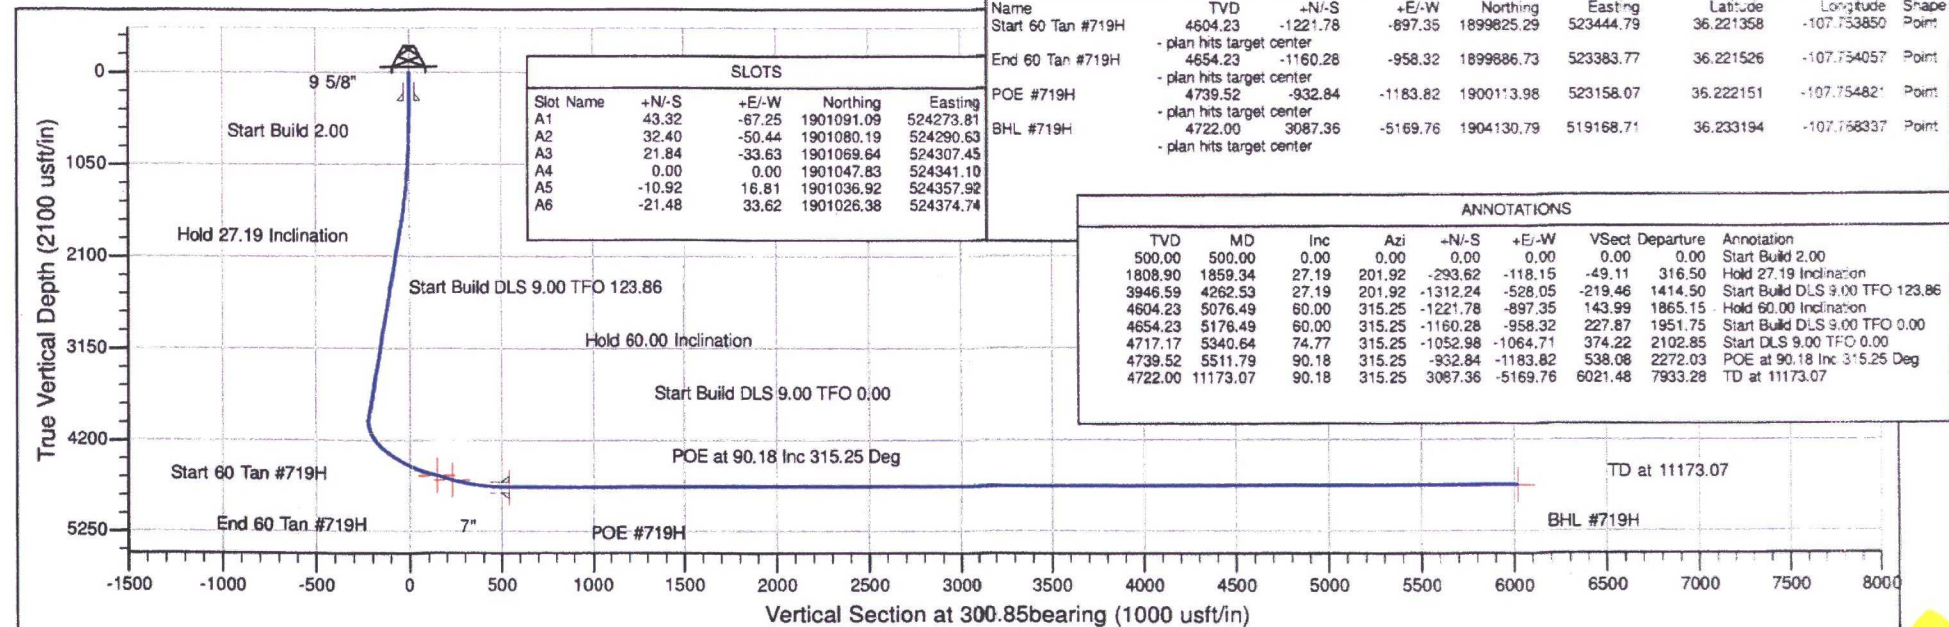 Name TVD +N/-S +E/-W Northing Easting Latitude Longitude Shape
Start 60 Tan #719H 4604.23 -1221.78 -897.35 1899825.29 523444.79 36.221358 -107.753850 Point
- plan hits target center
End 60 Tan #719H 4654.23 -1160.28 -958.32 1899886.73 523383.77 36.221526 -107.754057 Point
- plan hits target center
POE #719H 4739.52 -932.84 -1183.82 1900113.98 523158.07 36.222151 -107.754821 Point
- plan hits target center
BHL #719H 4722.00 3087.36 -5169.76 1904130.79 519168.71 36.233194 -107.768337 Point
- plan hits target center
SLOTS
Slot Name +N/-S +E/-W Northing Easting
A1 43.32 -67.25 1901091.09 524273.81
A2 32.40 -50.44 1901080.19 524290.63
A3 21.84 -33.63 1901069.64 524307.45
A4 0.00 0.00 1901047.83 524341.10
A5 -10.92 16.81 1901036.92 524357.92
A6 -21.48 33.62 1901026.38 524374.74
ANNOTATIONS
TVD MD Inc Azi +N/-S +E/-W VSect Departure Annotation
500.00 500.00 0.00 0.00 0.00 0.00 0.00 0.00 Start Build 2.00
1808.90 1859.34 27.19 201.92 -293.62 -118.15 -49.11 316.50 Hold 27.19 Inclination
3946.59 4262.53 27.19 201.92 -1312.24 -528.05 -219.46 1414.50 Start Build DLS 9.00 TFO 123.86
4604.23 5076.49 60.00 315.25 -1221.78 -897.35 143.99 1865.15 Hold 60.00 Inclination
4654.23 5176.49 60.00 315.25 -1160.28 -958.32 227.87 1951.75 Start Build DLS 9.00 TFO 0.00
4717.17 5340.64 74.77 315.25 -1052.98 -1064.71 374.22 2102.85 Start DLS 9.00 TFO 0.00
4739.52 5511.79 90.18 315.25 -932.84 -1183.82 538.08 2272.03 POE at 90.18 Inc 315.25 Deg
4722.00 11173.07 90.18 315.25 3087.36 -5169.76 6021.48 7933.28 TD at 11173.07
True Vertical Depth (2100 usft/in)
0
1050
2100
3150
4200
5250
9 5/8"
Start Build 2.00
Hold 27.19 Inclination
Start Build DLS 9.00 TFO 123.86
Hold 60.00 Inclination
Start Build DLS 9.00 TFO 0.00
POE at 90.18 Inc 315.25 Deg
Start 60 Tan #719H
TD at 11173.07
End 60 Tan #719H
7"
POE #719H
BHL #719H
-1500 -1000 -500 0 500 1000 1500 2000 2500 3000 3500 4000 4500 5000 5500 6000 6500 7000 7500 8000
Vertical Section at 300.85bearing (1000 usft/in)